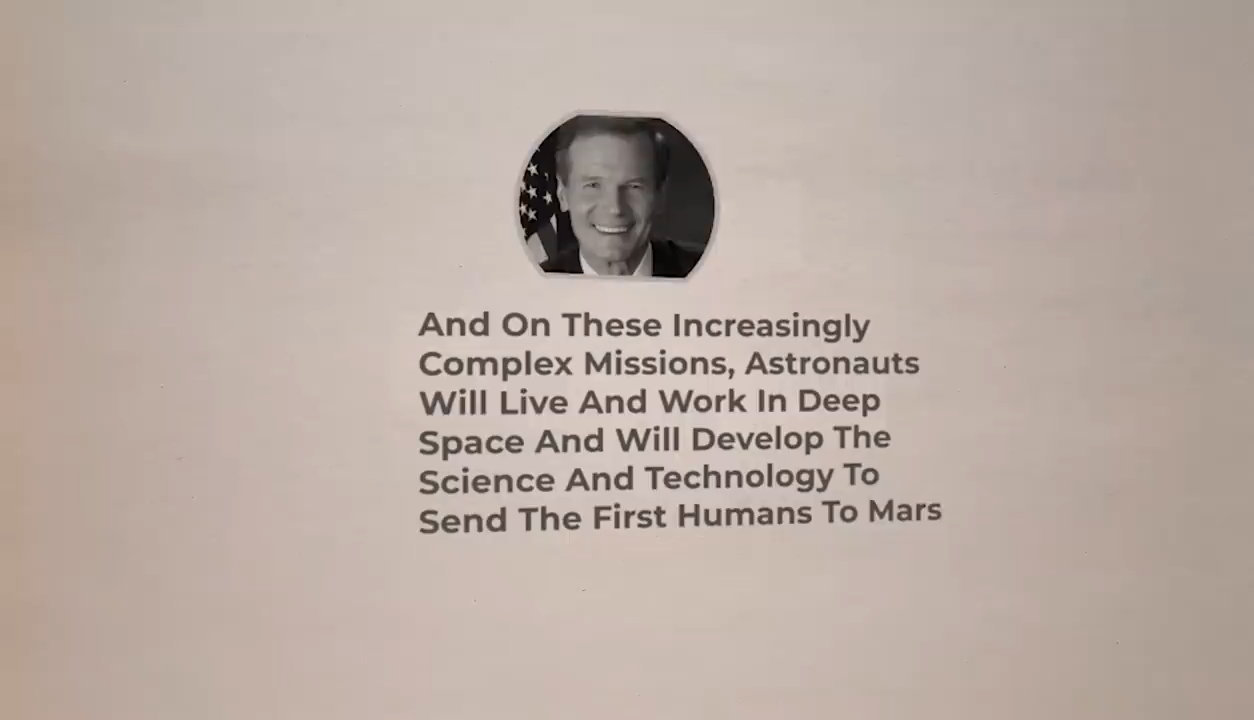 And On These Increasingly
Complex Missions, Astronauts
Will Live And Work In Deep
Space And Will Develop The
Science And Technology To
Send The First Humans To Mars